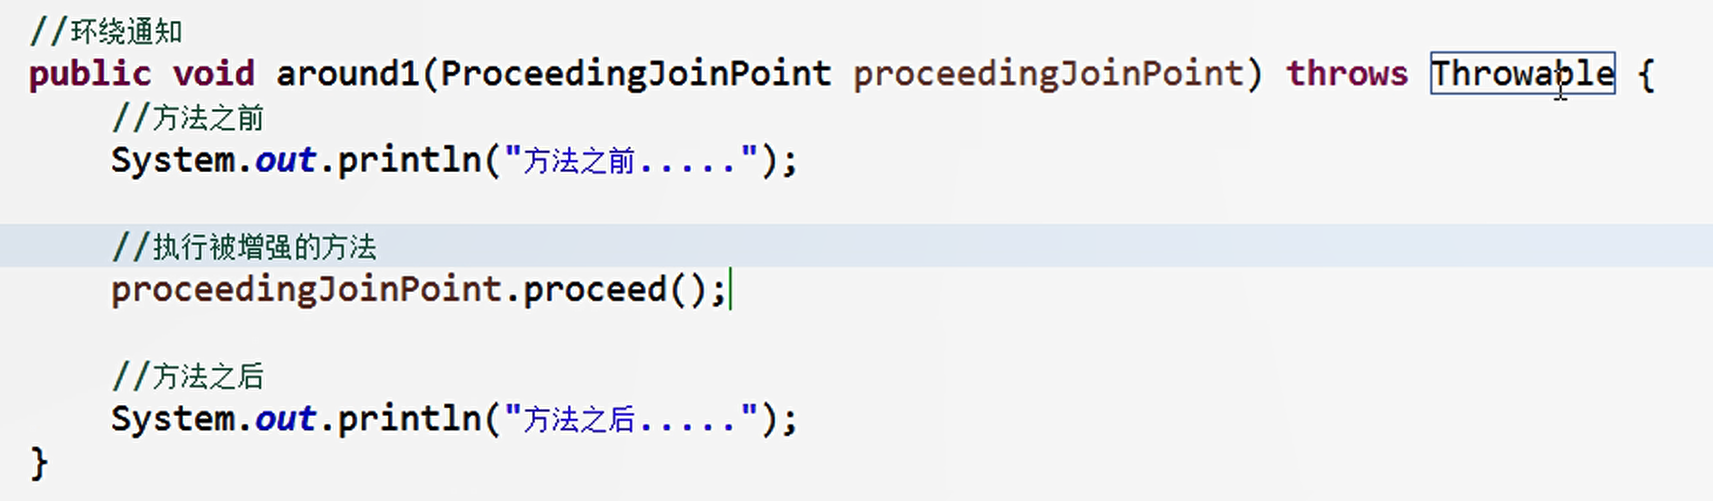 //环绕通知
public void around1(ProceedingJoinPoint proceedingJoinPoint) throws Throwable {
//方法之前
System.out.println("方法之前.....");
//执行被增强的方法
proceedingJoinPoint.proceed();
//方法之后
System.out.println("方法之后.....");
}